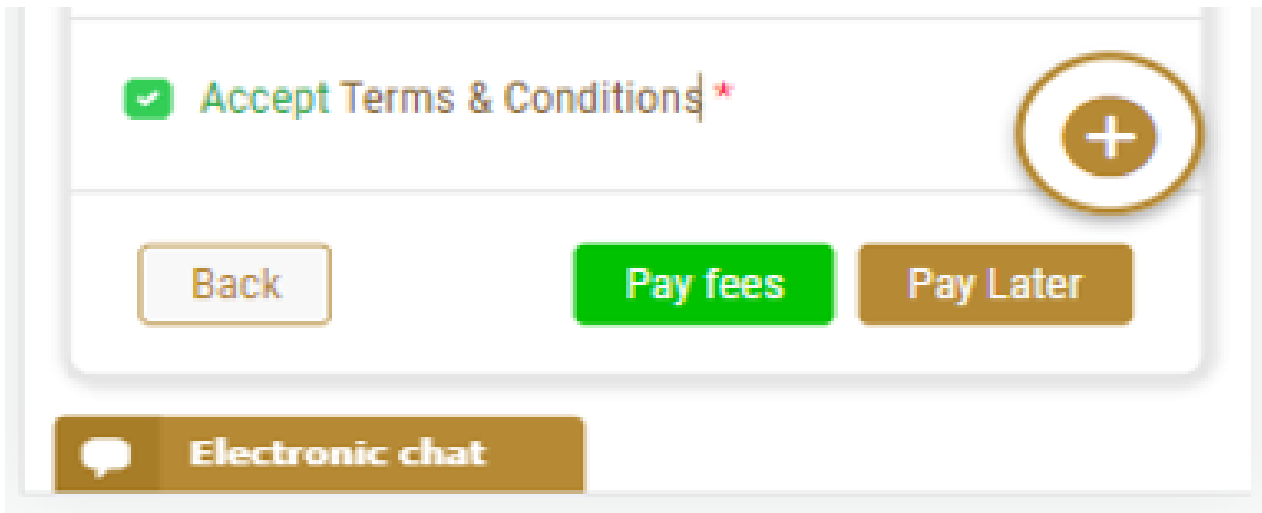 Accept Terms & Conditions *
Back Pay fees Pay Later
Electronic chat